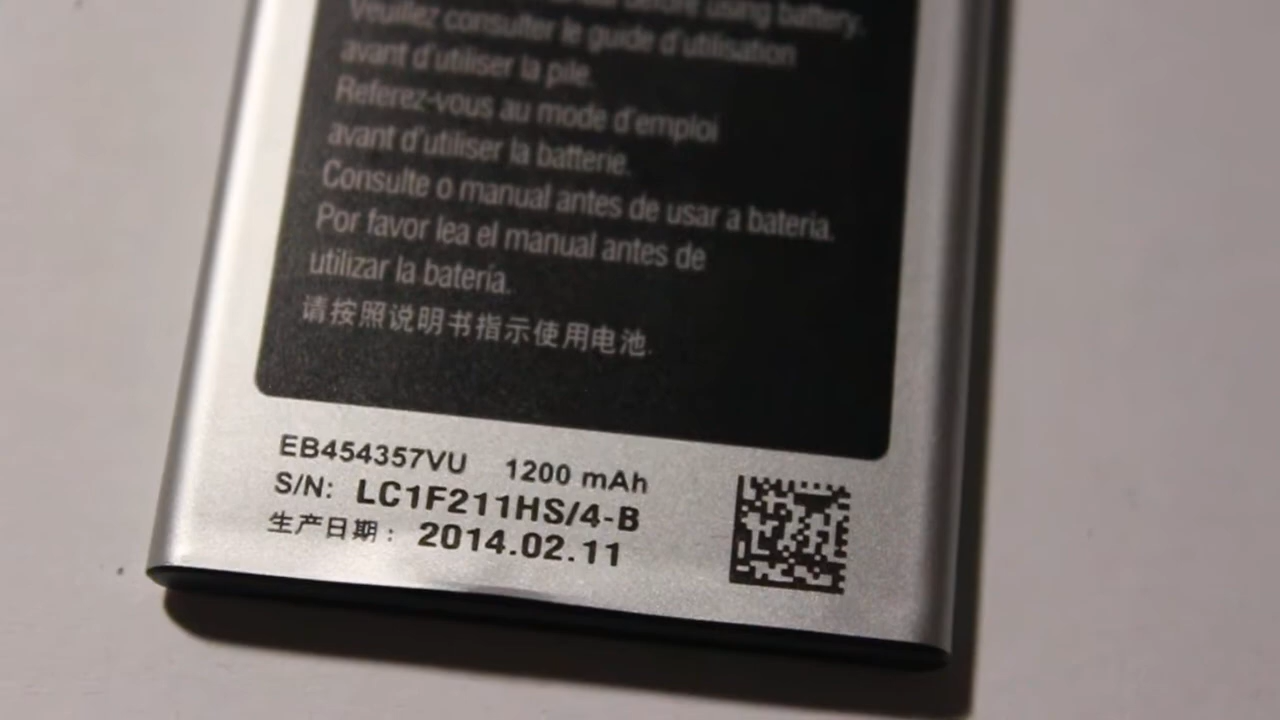 before using battery.
Veuillez consulter le guide d'utilisation
avant d'utiliser la pile.
Referez-vous au mode d'emploi
avant d'utiliser la batterie.
Consulte o manual antes de usar a bateria.
Por favor lea el manual antes de
utilizar la batería.
请按照说明书指示使用电池.
EB454357VU 1200 mAh
S/N: LC1F211HS/4-B
生产日期: 2014.02.11